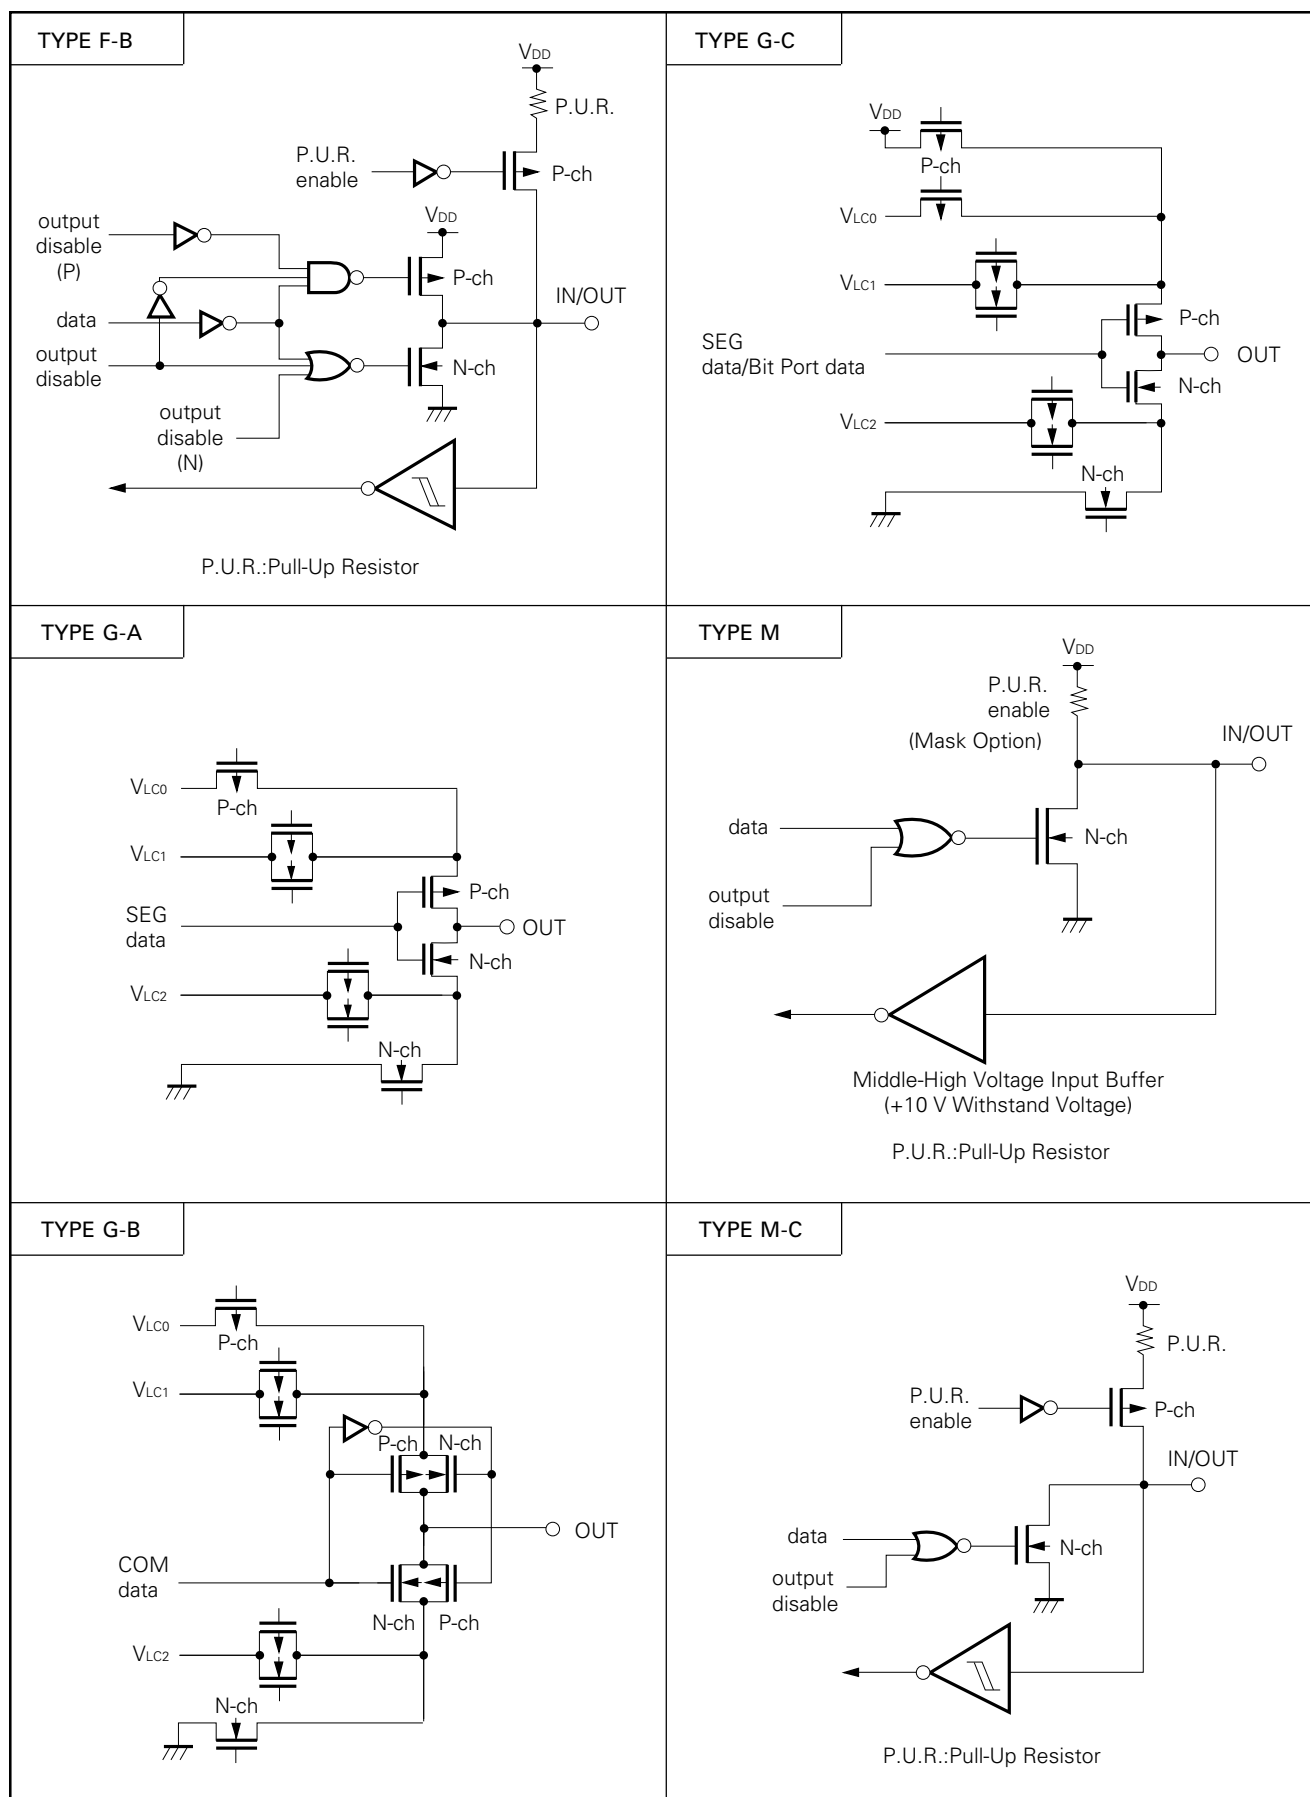 TYPE F-B
VDD
P.U.R.
P.U.R.
enable
P-ch
output
disable
(P)
VDD
P-ch
IN/OUT
data
output
disable
N-ch
output
disable
(N)
P.U.R.:Pull-Up Resistor
TYPE G-C
VDD
P-ch
VLC0
VLC1
P-ch
SEG
data/Bit Port data
OUT
N-ch
VLC2
N-ch
TYPE G-A
VLC0
P-ch
VLC1
P-ch
SEG
data
OUT
N-ch
VLC2
N-ch
TYPE M
VDD
P.U.R.
enable
(Mask Option)
IN/OUT
data
N-ch
output
disable
Middle-High Voltage Input Buffer
(+10 V Withstand Voltage)
P.U.R.:Pull-Up Resistor
TYPE G-B
VLC0
P-ch
VLC1
P-ch N-ch
OUT
COM
data
N-ch P-ch
VLC2
N-ch
TYPE M-C
VDD
P.U.R.
P.U.R.
enable
P-ch
IN/OUT
data
N-ch
output
disable
P.U.R.:Pull-Up Resistor